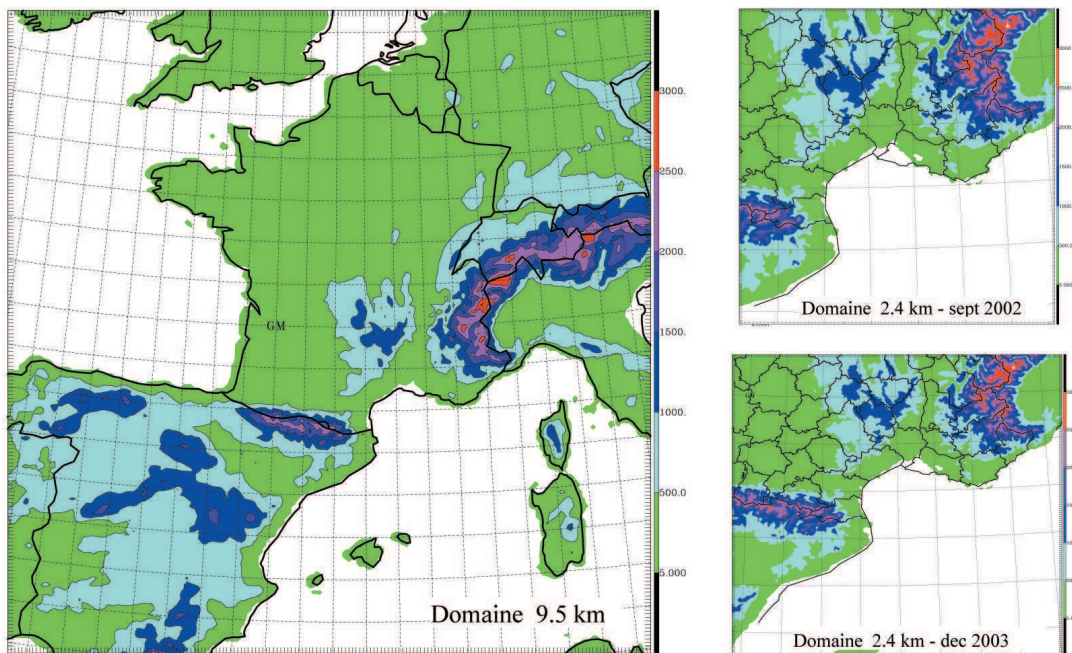 3000.
2500.
2000.
1500.
1000.
500.0
5.000
GM
Domaine 9.5 km
Domaine 2.4 km - sept 2002
Domaine 2.4 km - dec 2003